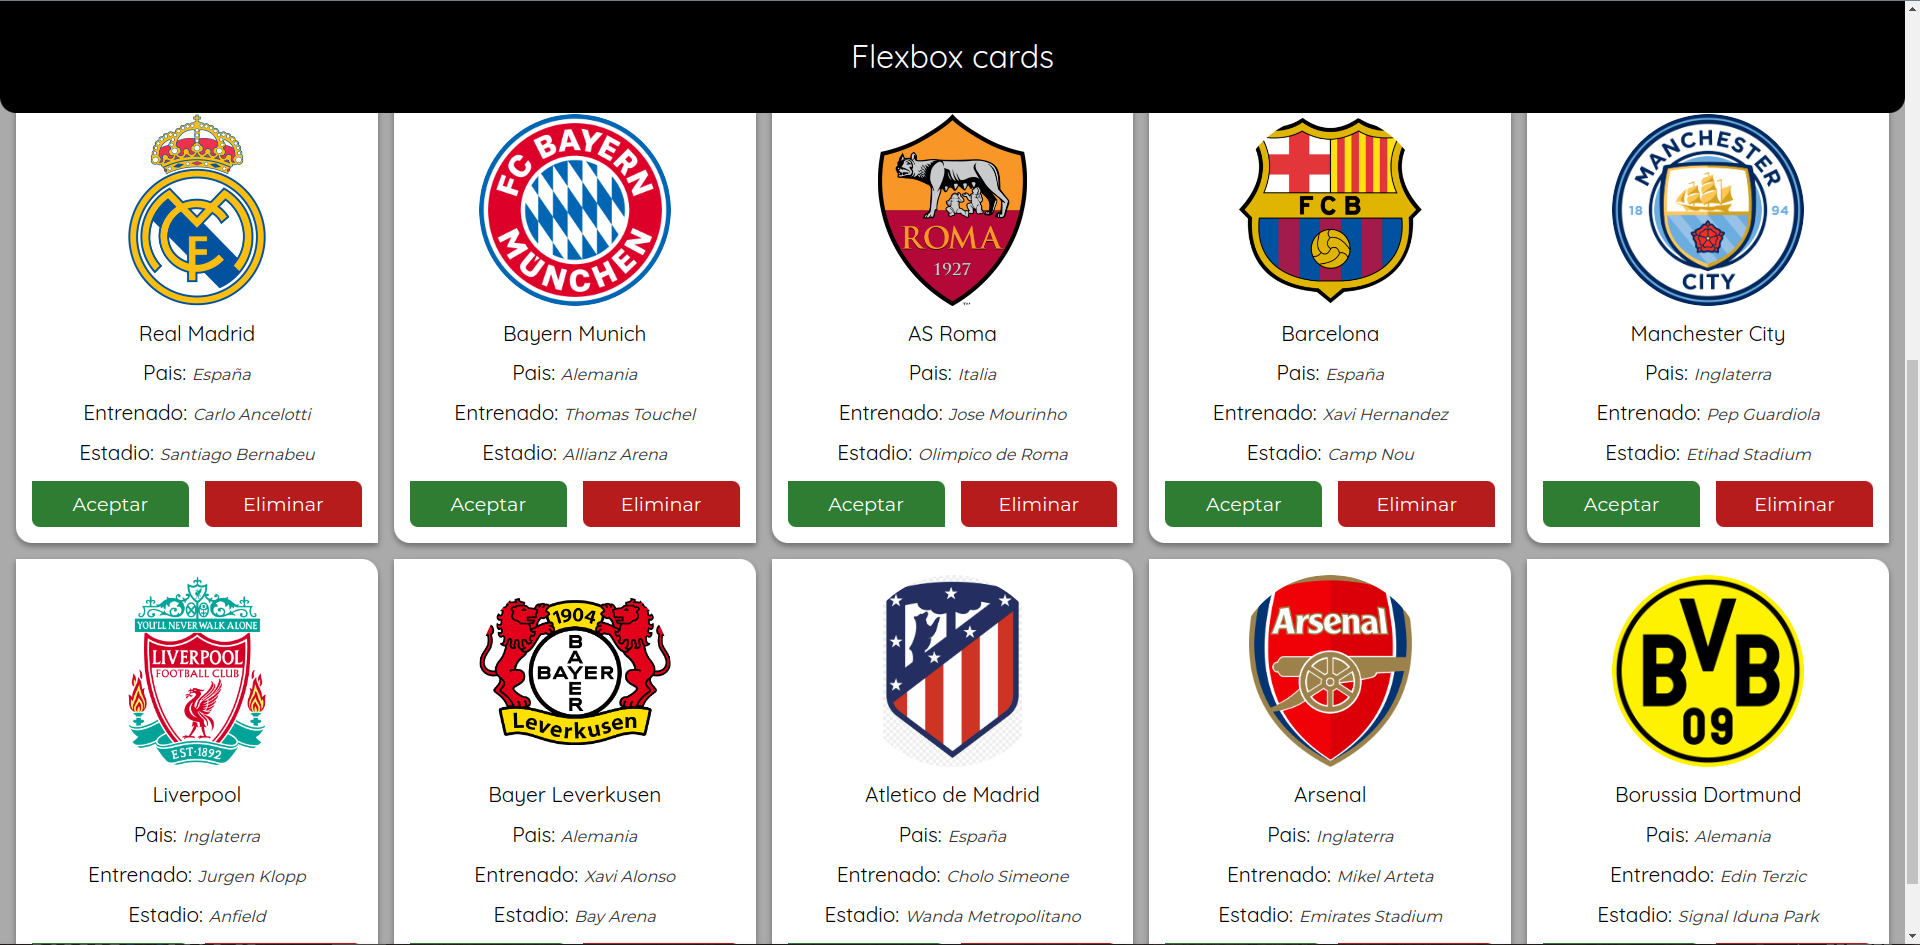 Flexbox cards
FC BAYERN
MÜNCHEN
ROMA
1927
FCB
MANCHESTER
18 94
CITY
Real Madrid
Pais: España
Entrenado: Carlo Ancelotti
Estadio: Santiago Bernabeu
Aceptar Eliminar
Bayern Munich
Pais: Alemania
Entrenado: Thomas Touchel
Estadio: Allianz Arena
Aceptar Eliminar
AS Roma
Pais: Italia
Entrenado: Jose Mourinho
Estadio: Olimpico de Roma
Aceptar Eliminar
Barcelona
Pais: España
Entrenado: Xavi Hernandez
Estadio: Camp Nou
Aceptar Eliminar
Manchester City
Pais: Inglaterra
Entrenado: Pep Guardiola
Estadio: Etihad Stadium
Aceptar Eliminar
YOU'LL NEVER WALK ALONE
LIVERPOOL
FOOTBALL CLUB
EST·1892
Liverpool
Pais: Inglaterra
Entrenado: Jurgen Klopp
Estadio: Anfield
1904
BAYER
BAYER
Leverkusen
Bayer Leverkusen
Pais: Alemania
Entrenado: Xavi Alonso
Estadio: Bay Arena
Atletico de Madrid
Pais: España
Entrenado: Cholo Simeone
Estadio: Wanda Metropolitano
Arsenal
Arsenal
Pais: Inglaterra
Entrenado: Mikel Arteta
Estadio: Emirates Stadium
BVB
09
Borussia Dortmund
Pais: Alemania
Entrenado: Edin Terzic
Estadio: Signal Iduna Park